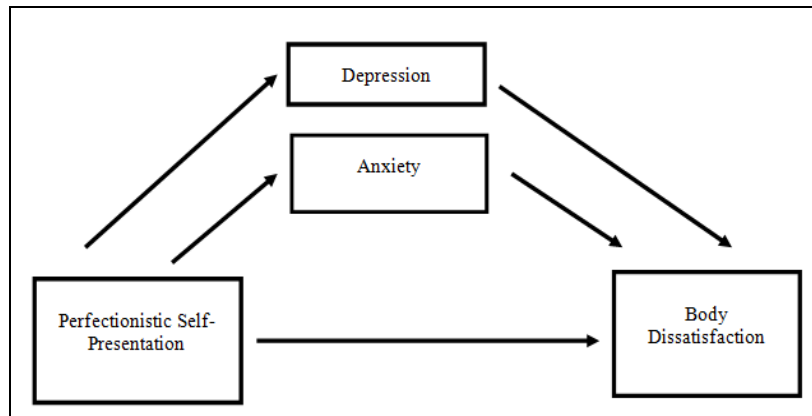 Depression
Anxiety
Perfectionistic Self-
Presentation
Body
Dissatisfaction